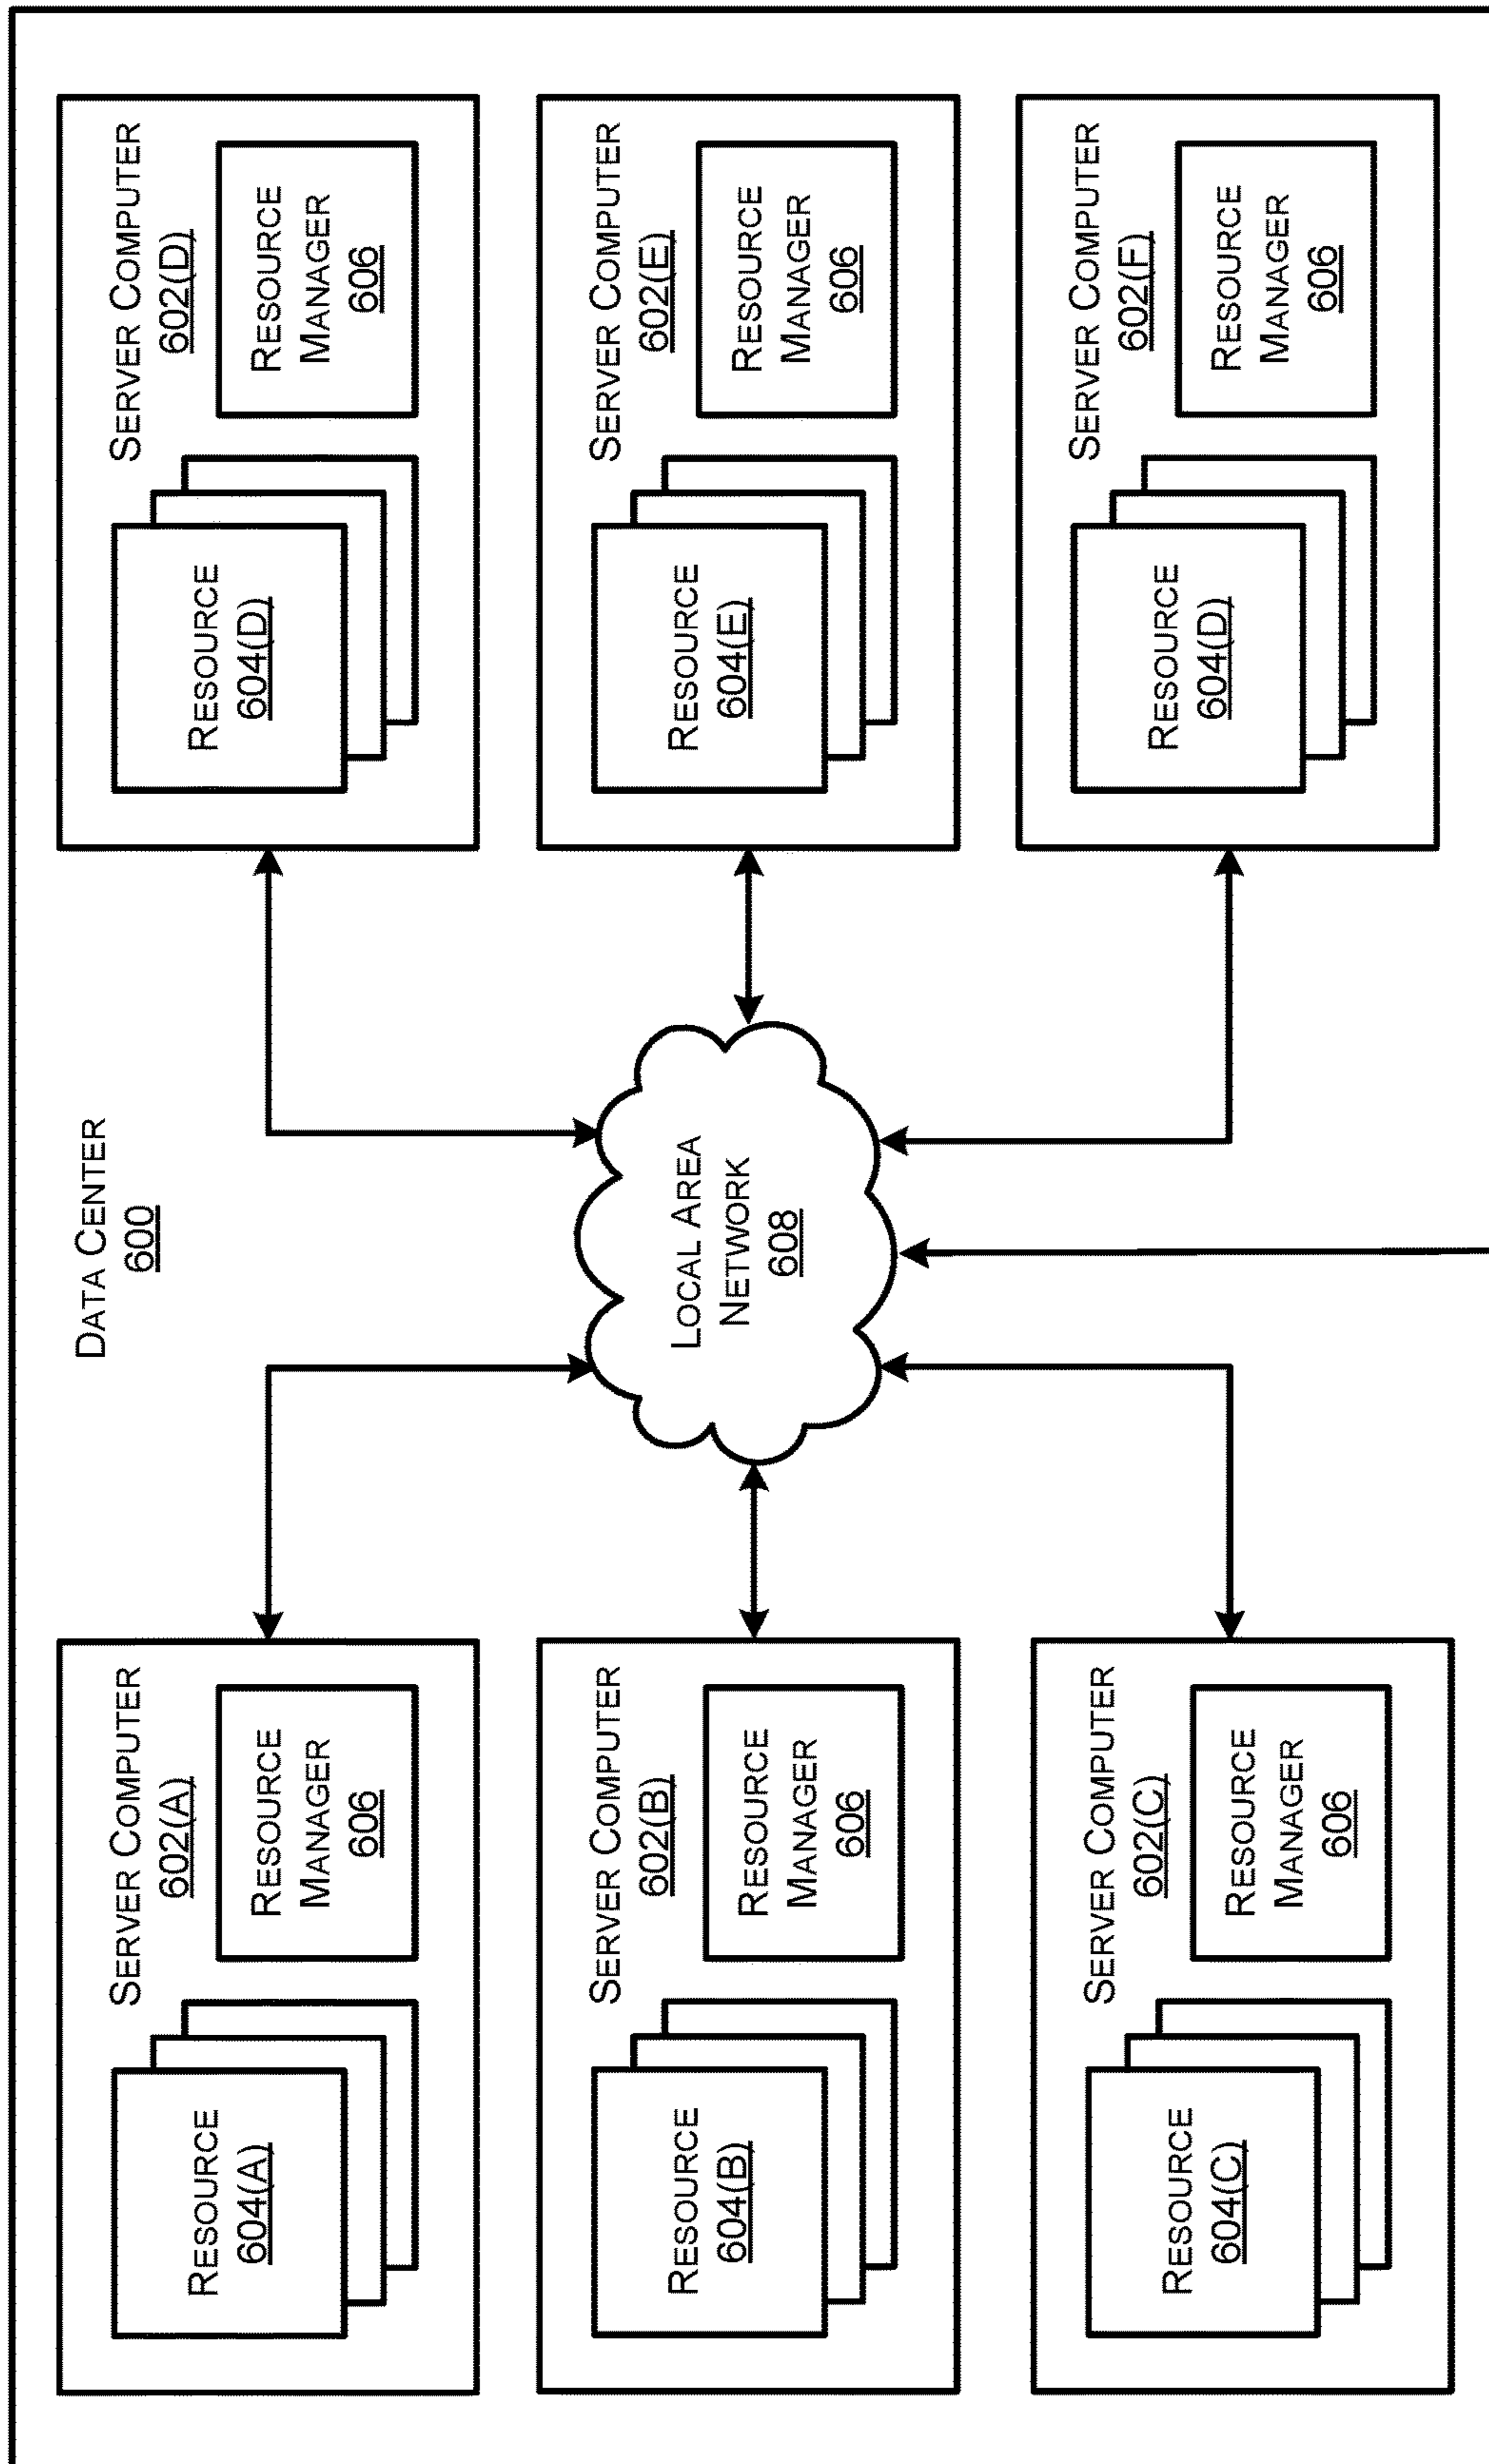 DATA CENTER
600
SERVER COMPUTER
602(A)
RESOURCE
604(A)
RESOURCE
MANAGER
606
SERVER COMPUTER
602(B)
RESOURCE
604(B)
RESOURCE
MANAGER
606
SERVER COMPUTER
602(C)
RESOURCE
604(C)
RESOURCE
MANAGER
606
LOCAL AREA
NETWORK
608
SERVER COMPUTER
602(D)
RESOURCE
604(D)
RESOURCE
MANAGER
606
SERVER COMPUTER
602(E)
RESOURCE
604(E)
RESOURCE
MANAGER
606
SERVER COMPUTER
602(F)
RESOURCE
604(D)
RESOURCE
MANAGER
606